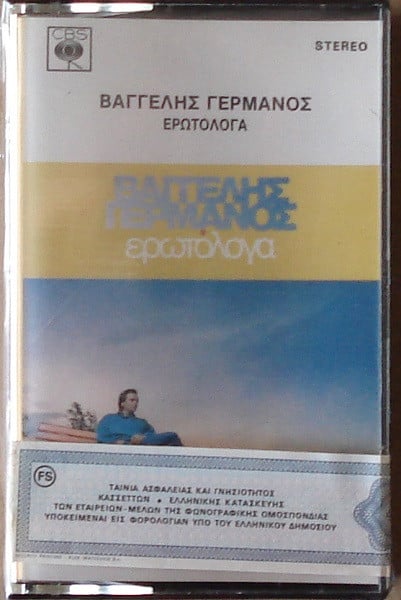 CBS
STEREO
ΒΑΓΓΕΛΗΣ ΓΕΡΜΑΝΟΣ
ΕΡΩΤΟΛΟΓΑ
ΒΑΓΓΕΛΗΣ
ΓΕΡΜΑΝΟΣ
ερωτόλογα
FS
ΤΑΙΝΙΑ ΑΣΦΑΛΕΙΑΣ ΚΑΙ ΓΝΗΣΙΟΤΗΤΟΣ
ΚΑΣΣΕΤΤΩΝ • ΕΛΛΗΝΙΚΗΣ ΚΑΤΑΣΚΕΥΗΣ
ΤΩΝ ΕΤΑΙΡΕΙΩΝ-ΜΕΛΩΝ ΤΗΣ ΦΩΝΟΓΡΑΦΙΚΗΣ ΟΜΟΣΠΟΝΔΙΑΣ
ΥΠΟΚΕΙΜΕΝΑΙ ΕΙΣ ΦΟΡΟΛΟΓΙΑΝ ΥΠΟ ΤΟΥ ΕΛΛΗΝΙΚΟΥ ΔΗΜΟΣΙΟΥ